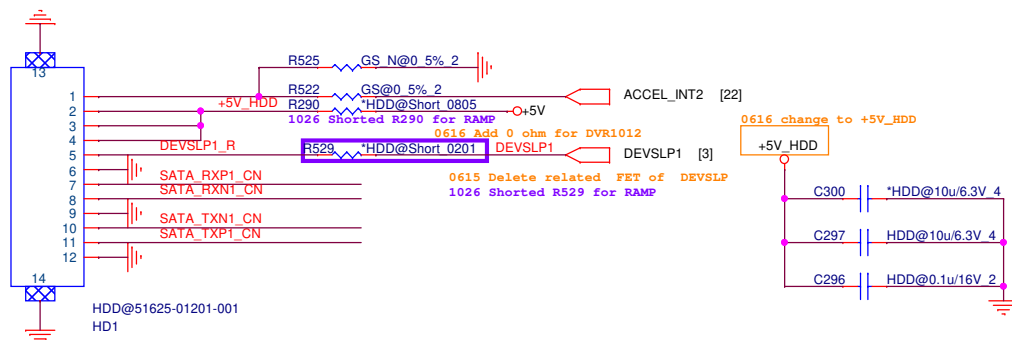 13
R525 GS_N@0_5%_2
1 R522 GS@0_5%_2 ACCEL_INT2 [22]
2 +5V_HDD R290 *HDD@Short_0805 +5V
1026 Shorted R290 for RAMP
3
0616 Add 0 ohm for DVR1012
4
5 DEVSLP1_R R529 *HDD@Short_0201 DEVSLP1 DEVSLP1 [3]
6
0615 Delete related FET of DEVSLP
7 SATA_RXP1_CN
1026 Shorted R529 for RAMP
8 SATA_RXN1_CN
9
10 SATA_TXN1_CN
11 SATA_TXP1_CN
12
14
HDD@51625-01201-001
HD1
0616 change to +5V_HDD
+5V_HDD
C300 *HDD@10u/6.3V_4
C297 HDD@10u/6.3V_4
C296 HDD@0.1u/16V_2